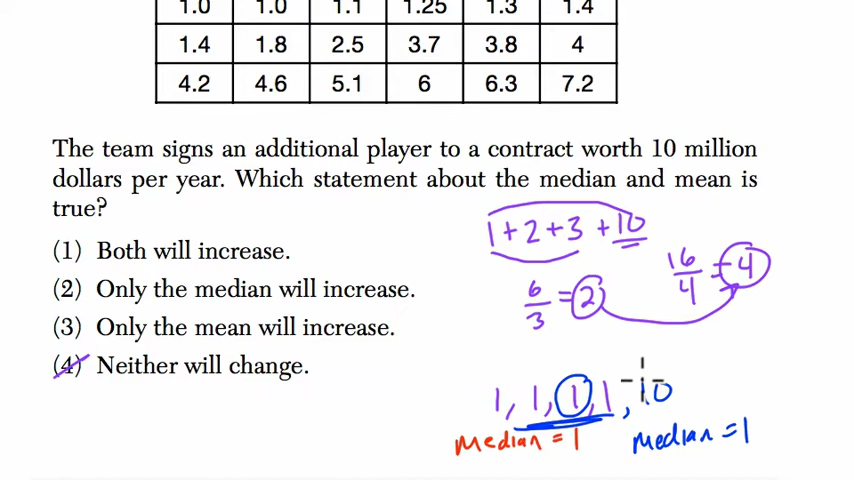 1.0 1.0 1.1 1.25 1.3 1.4
1.4 1.8 2.5 3.7 3.8 4
4.2 4.6 5.1 6 6.3 7.2
The team signs an additional player to a contract worth 10 million
dollars per year. Which statement about the median and mean is
true?
(1) Both will increase.
(2) Only the median will increase.
(3) Only the mean will increase.
(4) Neither will change.
1+2+3 +10
6/3 = 2
16/4 = 4
1, 1, 1, 1, 10
median = 1
median = 1